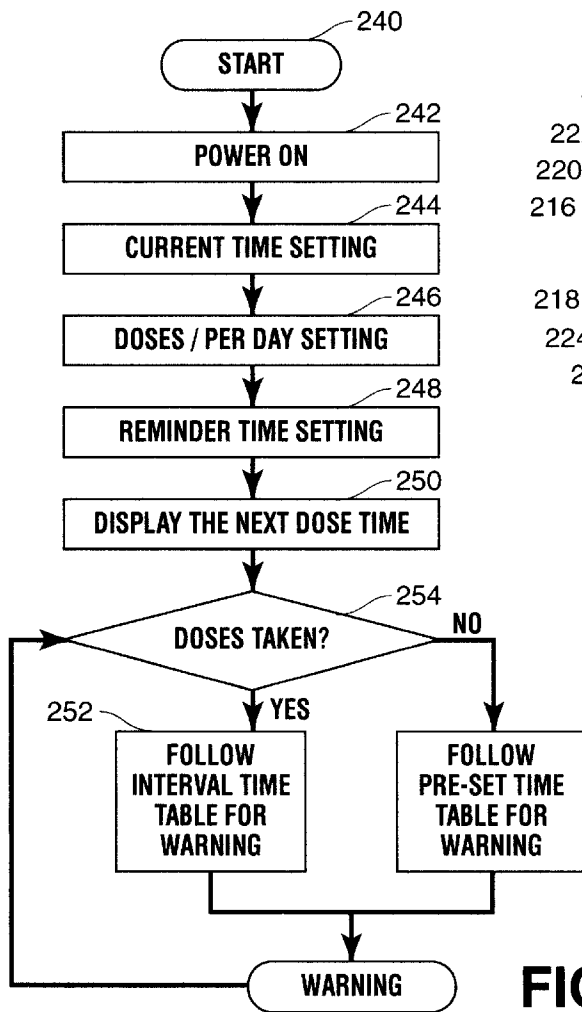 240
START
242
POWER ON
244
CURRENT TIME SETTING
246
DOSES / PER DAY SETTING
248
REMINDER TIME SETTING
250
DISPLAY THE NEXT DOSE TIME
254
DOSES TAKEN?
NO
YES
252
FOLLOW
INTERVAL TIME
TABLE FOR
WARNING
FOLLOW
PRE-SET TIME
TABLE FOR
WARNING
WARNING
220
216
218